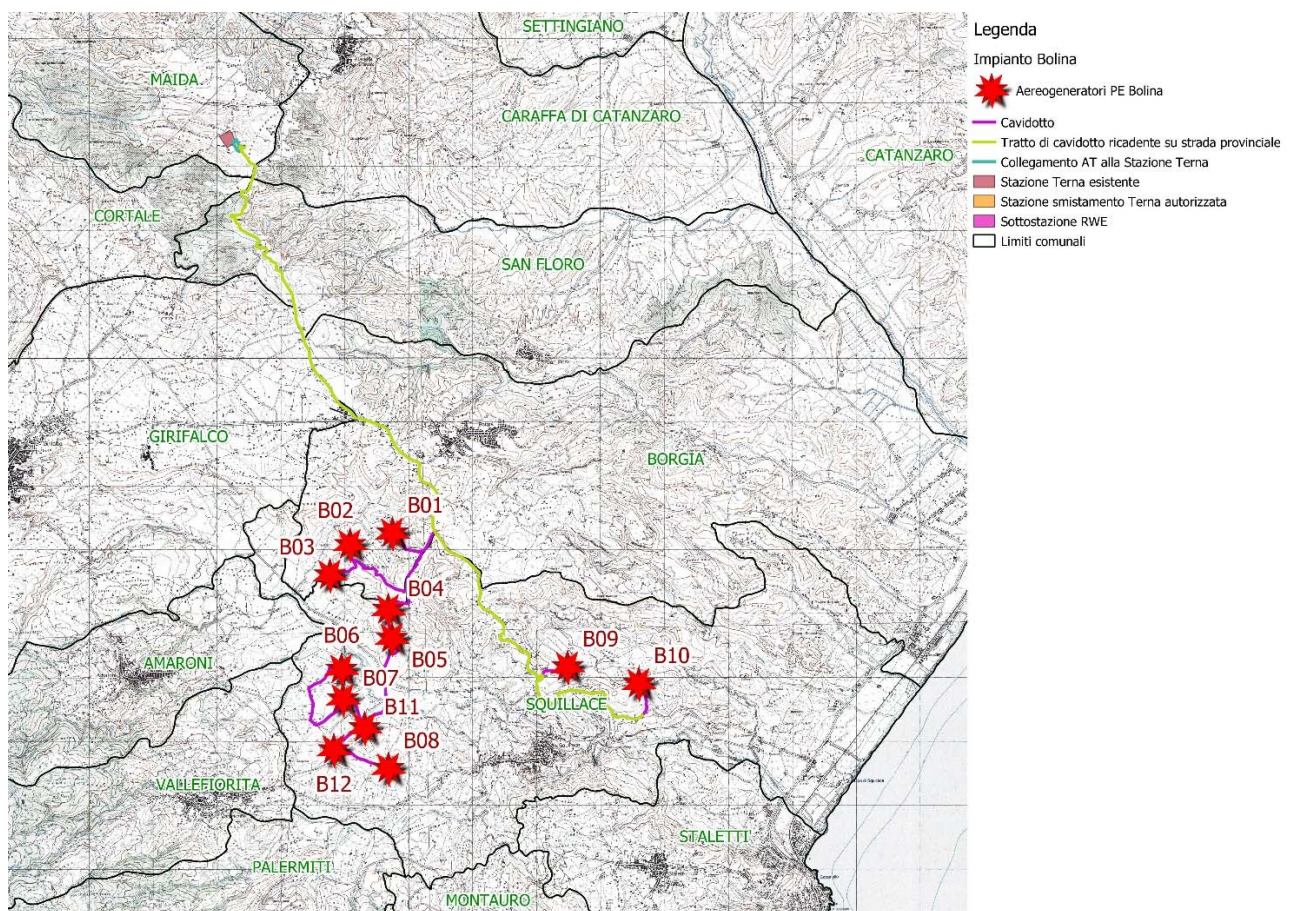 SETTINGIANO
MAIDA
CARAFFA DI CATANZARO
CATANZARO
CORTALE
SAN FLORO
GIRIFALCO
BORGIA
B02
B01
B03
B04
B06
B05
B09
B10
AMARONI
B07
B11
SQUILLACE
B08
B12
VALLEFIORITA
STALETTÌ
PALERMITI
MONTAURO
Legenda
Impianto Bolina
Aereogeneratori PE Bolina
Cavidotto
Tratto di cavidotto ricadente su strada provinciale
Collegamento AT alla Stazione Terna
Stazione Terna esistente
Stazione smistamento Terna autorizzata
Sottostazione RWE
Limiti comunali